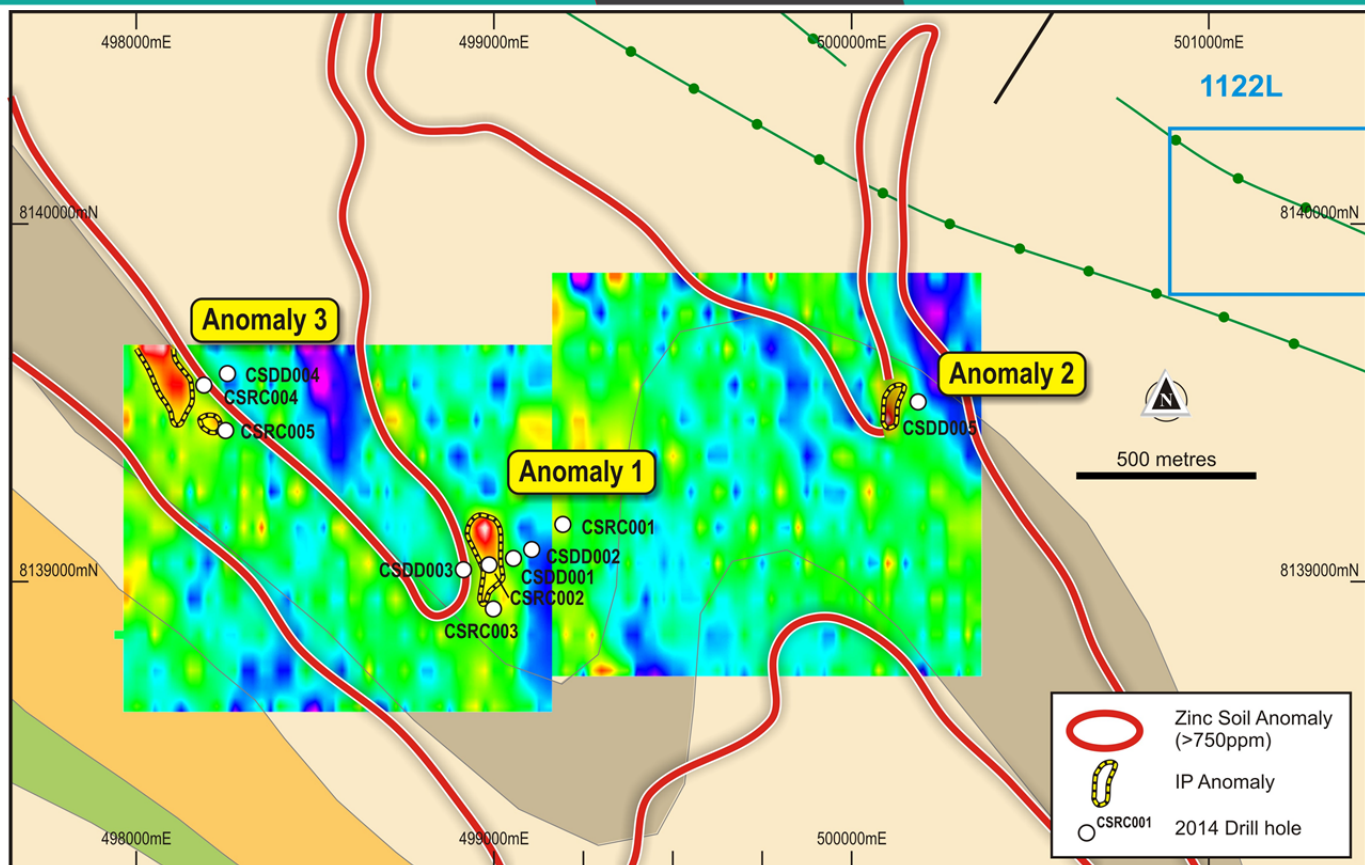 498000mE
499000mE
500000mE
501000mE
1122L
8140000mN
8140000mN
Anomaly 3
Anomaly 2
N
CSDD004
CSRC004
CSRC005
CSDD005
500 metres
Anomaly 1
CSRC001
CSDD002
CSDD003
CSDD001
CSRC002
CSRC003
8139000mN
8139000mN
Zinc Soil Anomaly
(>750ppm)
IP Anomaly
CSRC001
2014 Drill hole
498000mE
499000mE
500000mE